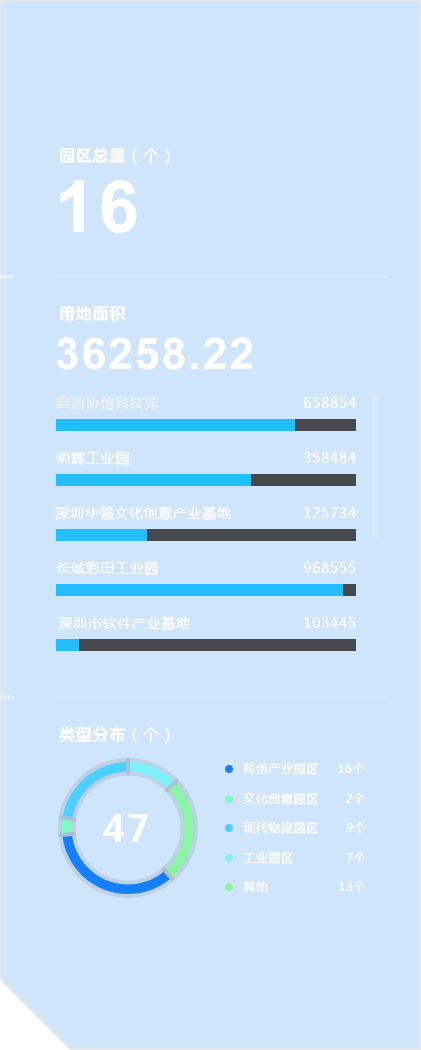 园区总量（个）
16
用地面积
36258.22
启迪协信科技苑 658854
明辉工业园 358484
深圳华强文化创意产业基地 125734
长城彩田工业园 968555
深圳市软件产业基地 103445
类型分布（个）
47
科创产业园区 16个
文化创意园区 2个
现代物流园区 9个
工业园区 7个
其他 13个